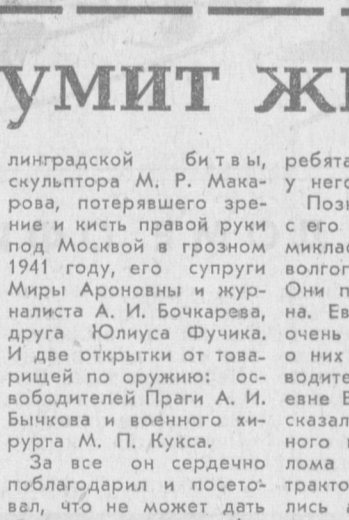 умит жи
линградской битвы,
скульптора М. Р. Мака-
рова, потерявшего зре-
ние и кисть правой руки
под Москвой в грозном
1941 году, его супруги
Миры Ароновны и жур-
налиста А. И. Бочкарева,
друга Юлиуса Фучика.
И две открытки от това-
рищей по оружию: ос-
вободителей Праги А. И.
Бычкова и военного хи-
рурга М. П. Кукса.
За все он сердечно
поблагодарил и посето-
вал, что не может дать
ребята
у него
Позн
с его
миклас
волгог
Они п
на. Ев
очень
о них
водите
евне Б
сказал
ного
лома
тракто
лись